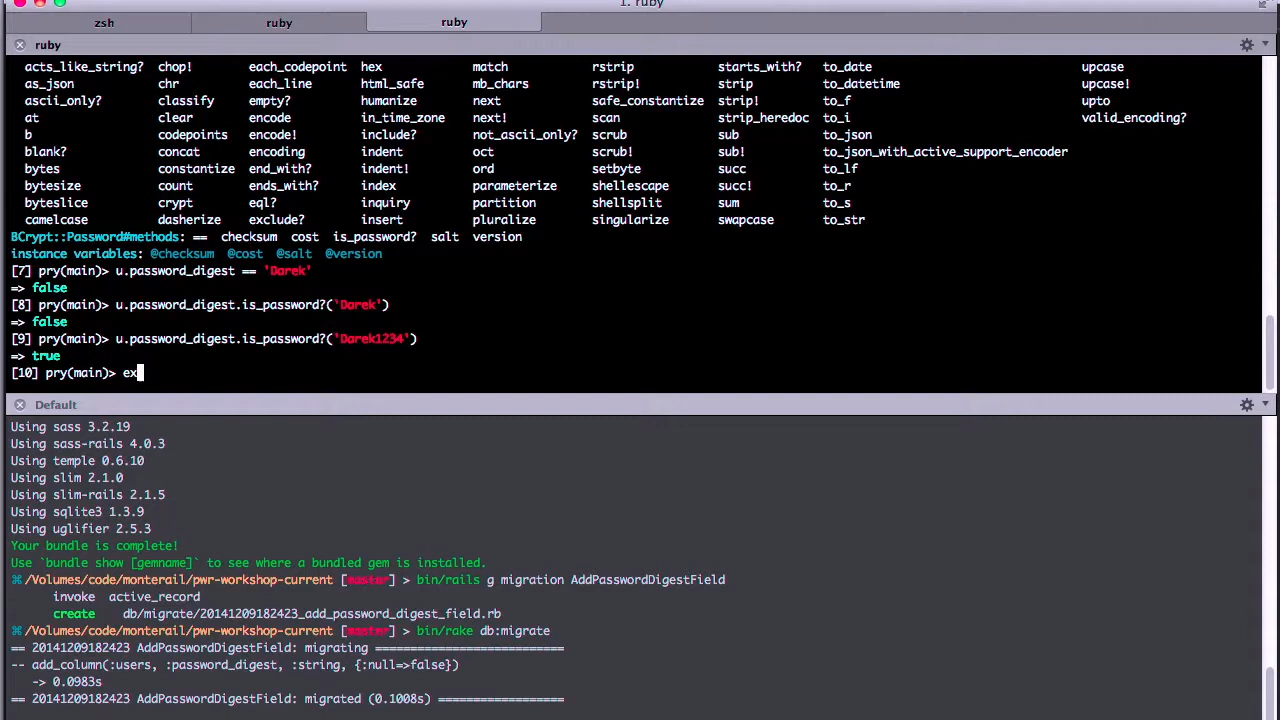 1. ruby
zsh ruby ruby
ruby
acts_like_string? chop! each_codepoint hex match rstrip starts_with? to_date upcase
as_json chr each_line html_safe mb_chars rstrip! strip to_datetime upcase!
ascii_only? classify empty? humanize next safe_constantize strip! to_f upto
at clear encode in_time_zone next! scan strip_heredoc to_i valid_encoding?
b codepoints encode! include? not_ascii_only? scrub sub to_json
blank? concat encoding indent oct scrub! sub! to_json_with_active_support_encoder
bytes constantize end_with? indent! ord setbyte succ to_lf
bytesize count ends_with? index parameterize shellescape succ! to_r
byteslice crypt eql? inquiry partition shellsplit sum to_s
camelcase dasherize exclude? insert pluralize singularize swapcase to_str
BCrypt::Password#methods: == checksum cost is_password? salt version
instance variables: @checksum @cost @salt @version
[7] pry(main)> u.password_digest == 'Darek'
=> false
[8] pry(main)> u.password_digest.is_password?('Darek')
=> false
[9] pry(main)> u.password_digest.is_password?('Darek1234')
=> true
[10] pry(main)> ex
Default
Using sass 3.2.19
Using sass-rails 4.0.3
Using temple 0.6.10
Using slim 2.1.0
Using slim-rails 2.1.5
Using sqlite3 1.3.9
Using uglifier 2.5.3
Your bundle is complete!
Use `bundle show [gemname]` to see where a bundled gem is installed.
⌘ /Volumes/code/monterail/pwr-workshop-current [master] > bin/rails g migration AddPasswordDigestField
invoke active_record
create db/migrate/20141209182423_add_password_digest_field.rb
⌘ /Volumes/code/monterail/pwr-workshop-current [master] > bin/rake db:migrate
== 20141209182423 AddPasswordDigestField: migrating ===========================
-- add_column(:users, :password_digest, :string, {:null=>false})
-> 0.0983s
== 20141209182423 AddPasswordDigestField: migrated (0.1008s) ==================